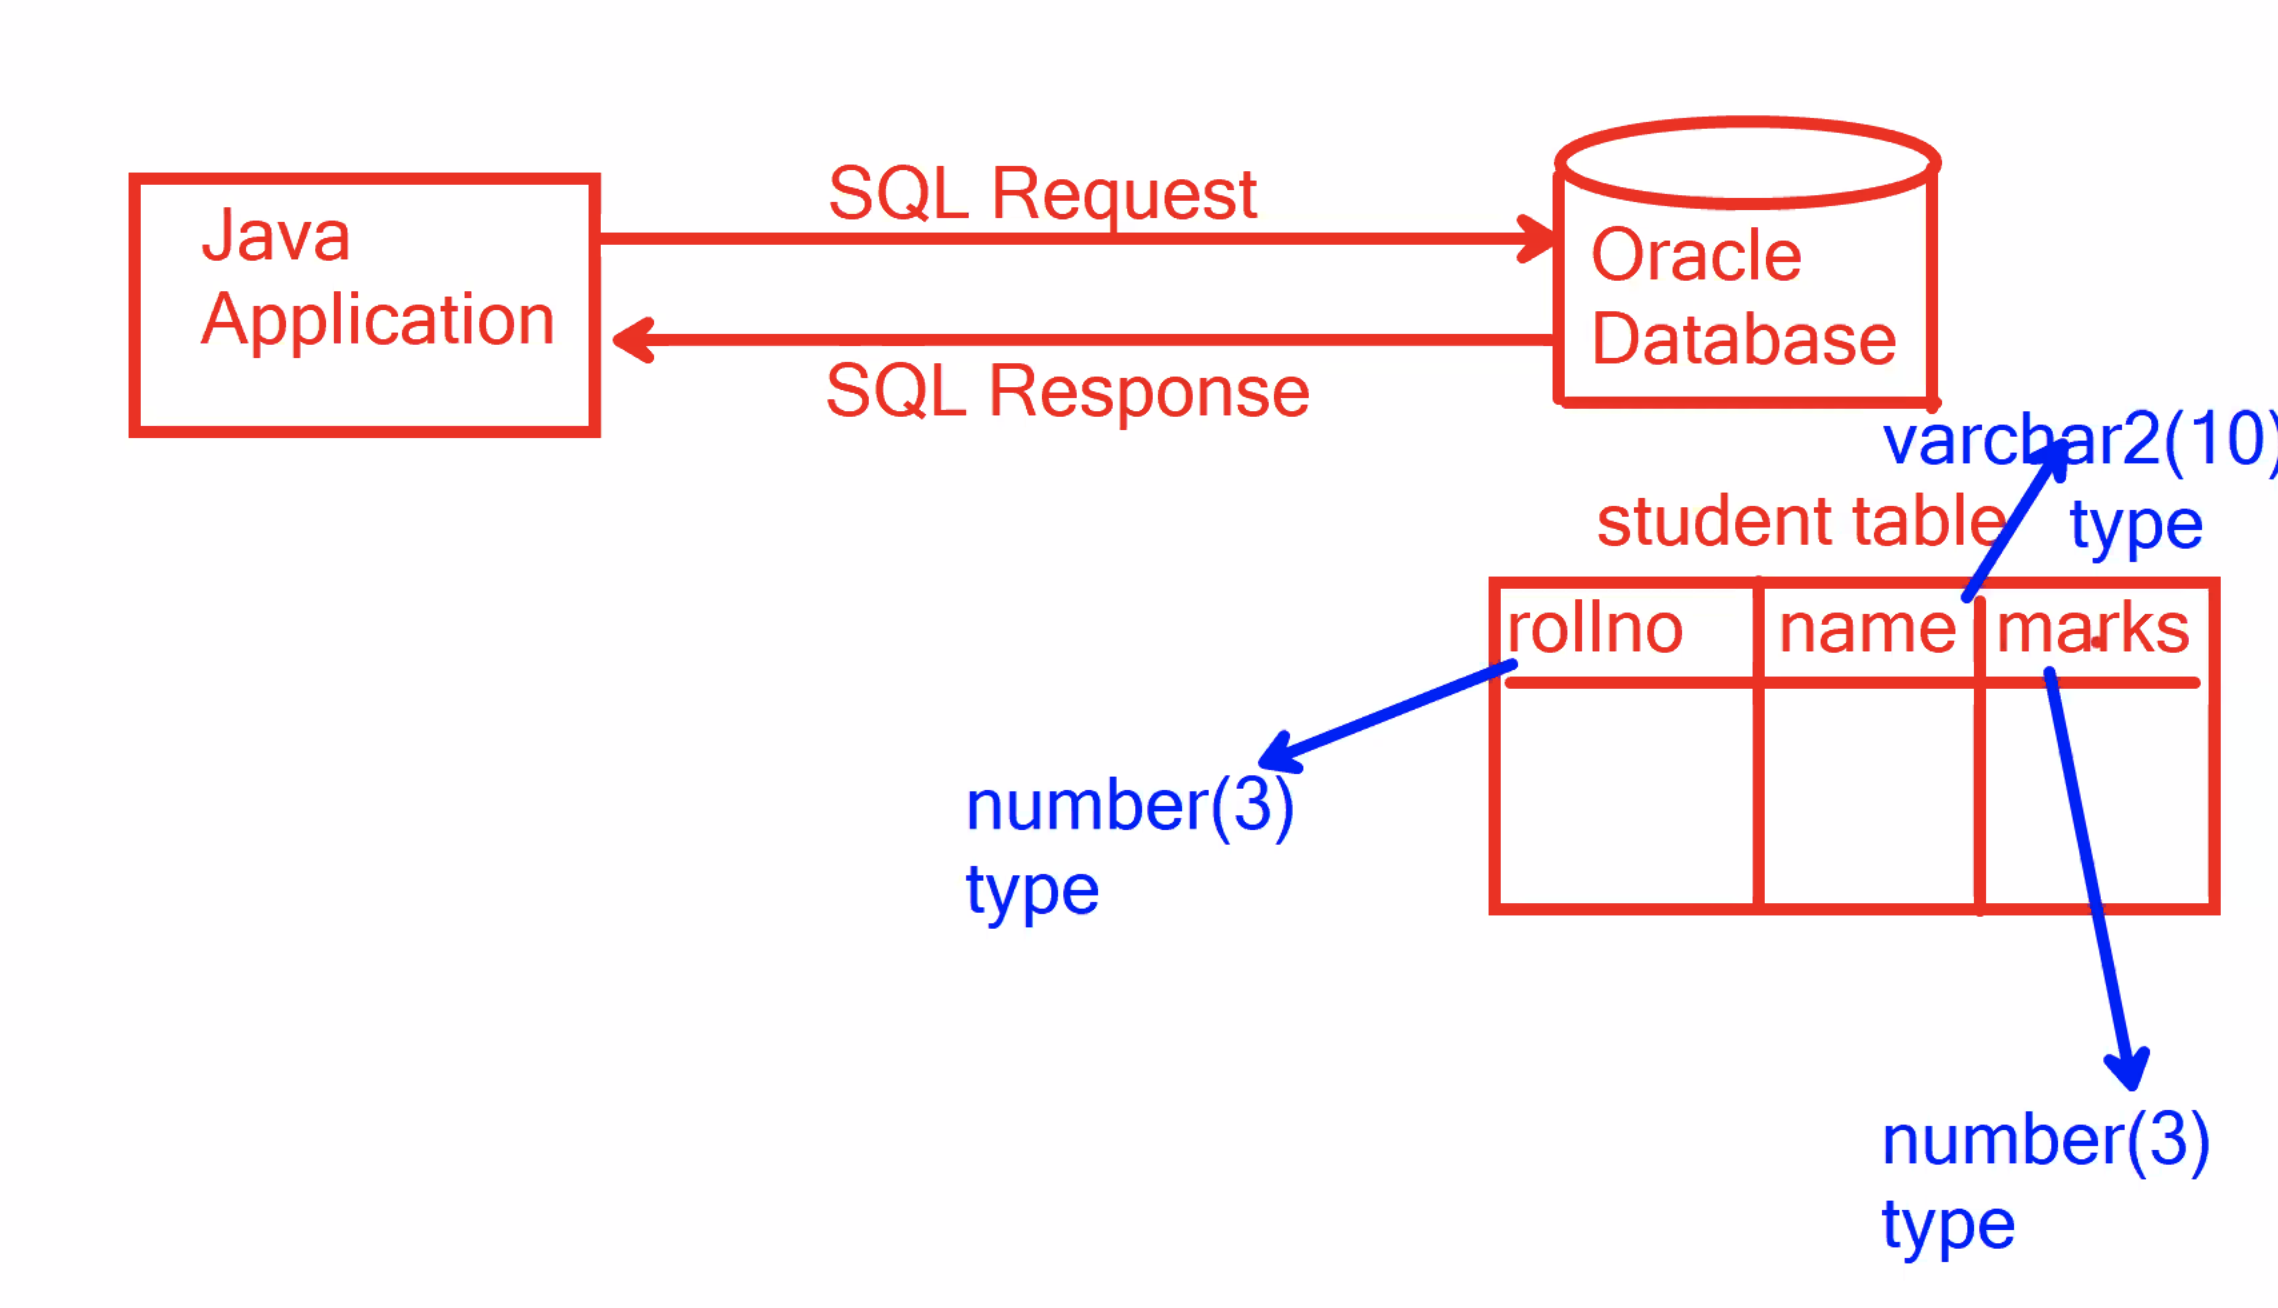 Java
Application
SQL Request
SQL Response
Oracle
Database
varchar2(10)
type
student table
rollno name marks
number(3)
type
number(3)
type